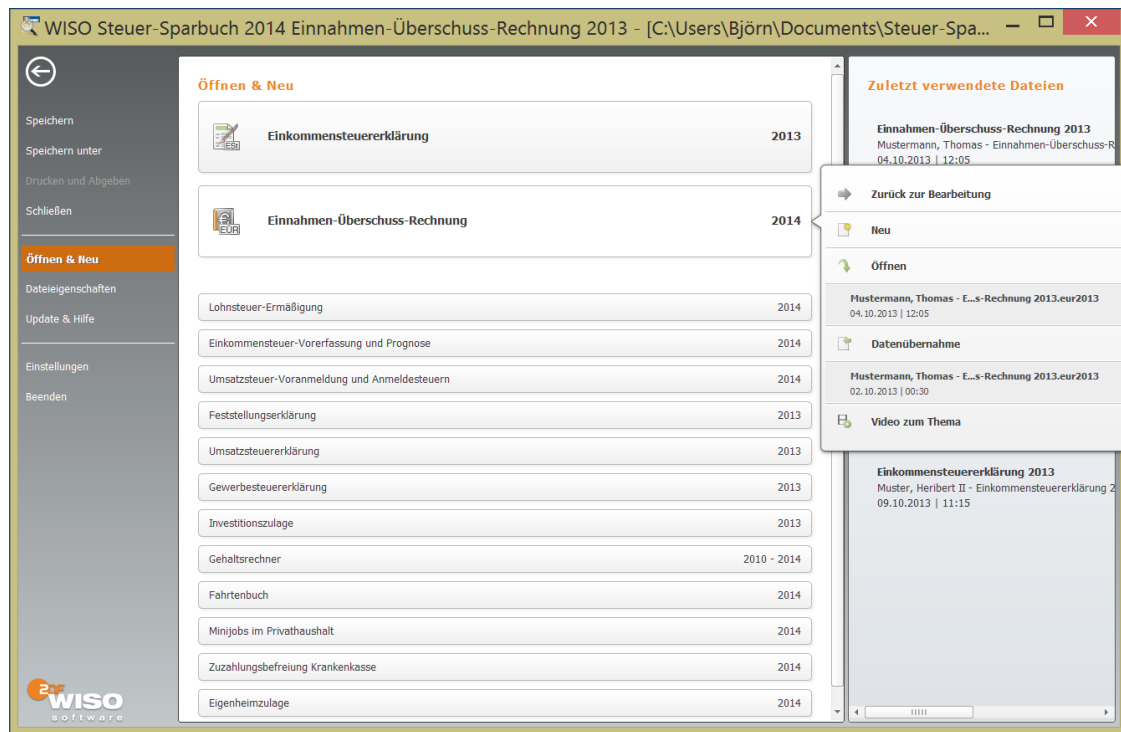 WISO Steuer-Sparbuch 2014 Einnahmen-Überschuss-Rechnung 2013 - [C:\Users\Björn\Documents\Steuer-Spa...
Speichern
Speichern unter
Drucken und Abgeben
Schließen
Öffnen & Neu
Dateieigenschaften
Update & Hilfe
Einstellungen
Beenden
2DF
WISO
software
Öffnen & Neu
ESt
Einkommensteuererklärung 2013
EÜR
Einnahmen-Überschuss-Rechnung 2014
Lohnsteuer-Ermäßigung 2014
Einkommensteuer-Vorerfassung und Prognose 2014
Umsatzsteuer-Voranmeldung und Anmeldesteuern 2014
Feststellungserklärung 2013
Umsatzsteuererklärung 2013
Gewerbesteuererklärung 2013
Investitionszulage 2013
Gehaltsrechner 2010 - 2014
Fahrtenbuch 2014
Minijobs im Privathaushalt 2014
Zuzahlungsbefreiung Krankenkasse 2014
Eigenheimzulage 2014
Zuletzt verwendete Dateien
Einnahmen-Überschuss-Rechnung 2013
Mustermann, Thomas - Einnahmen-Überschuss-R
04.10.2013 | 12:05
Zurück zur Bearbeitung
Neu
Öffnen
Mustermann, Thomas - E...s-Rechnung 2013.eur2013
04.10.2013 | 12:05
Datenübernahme
Mustermann, Thomas - E...s-Rechnung 2013.eur2013
02.10.2013 | 00:30
Video zum Thema
Einkommensteuererklärung 2013
Muster, Heribert II - Einkommensteuererklärung 2
09.10.2013 | 11:15